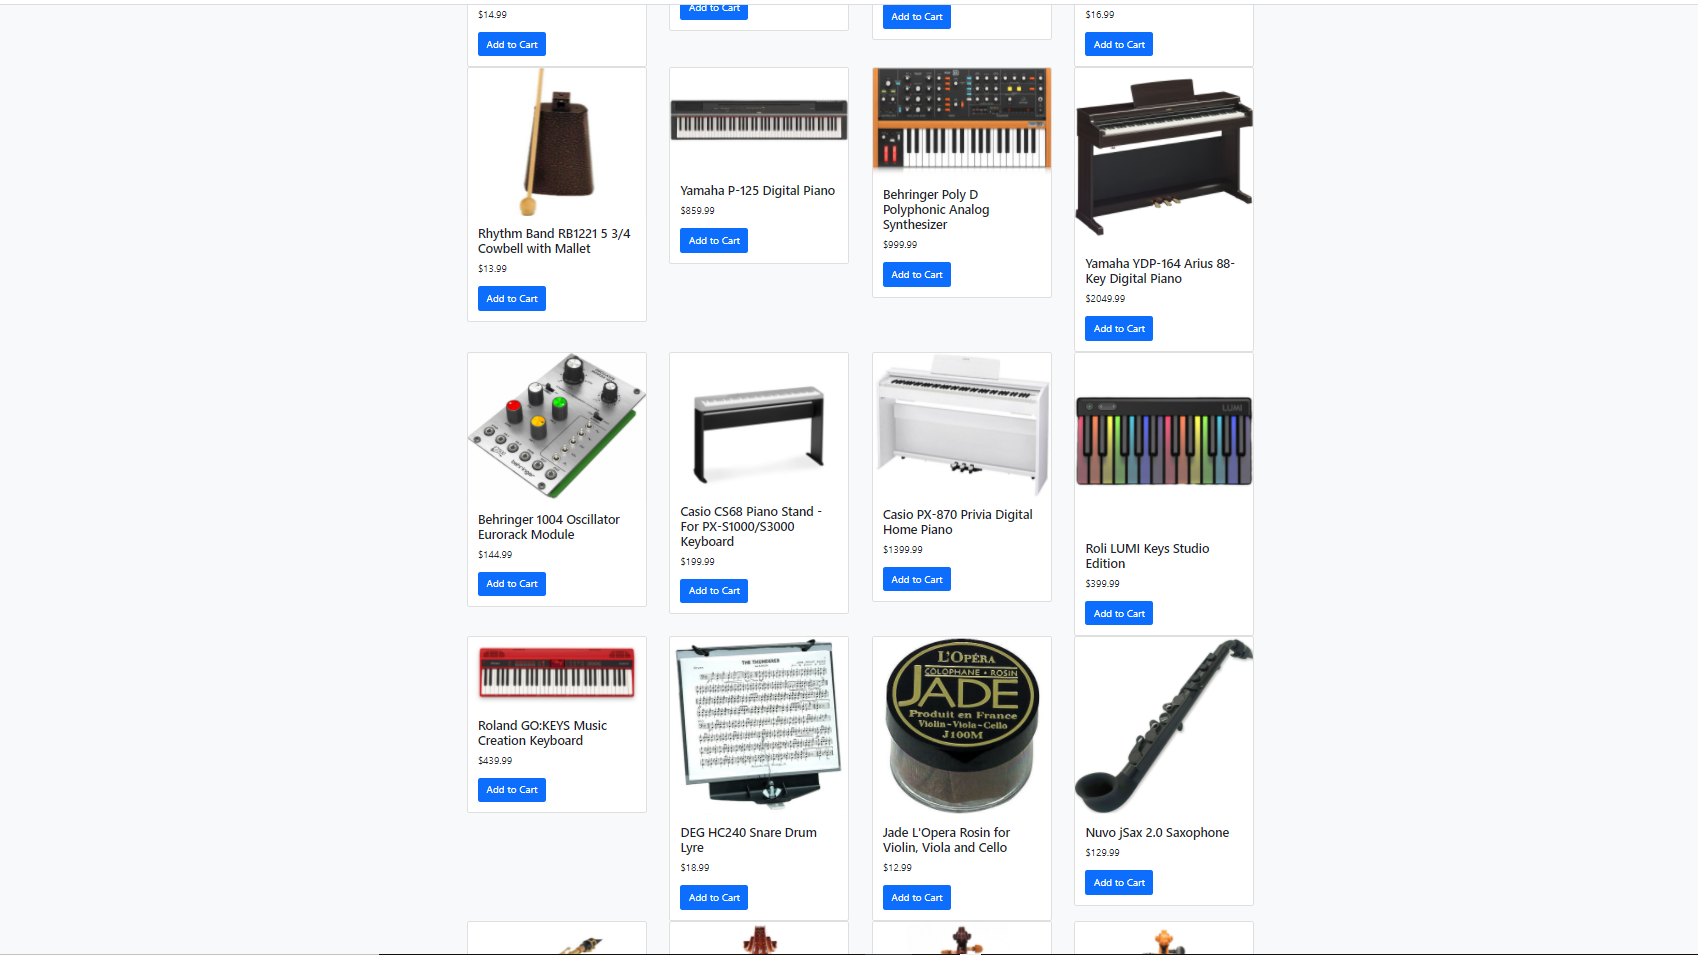 $14.99
Add to Cart
Add to Cart
Add to Cart
$16.99
Add to Cart
Rhythm Band RB1221 5 3/4
Cowbell with Mallet
$13.99
Add to Cart
Yamaha P-125 Digital Piano
$859.99
Add to Cart
Behringer Poly D
Polyphonic Analog
Synthesizer
$999.99
Add to Cart
Yamaha YDP-164 Arius 88-
Key Digital Piano
$2049.99
Add to Cart
behringer
Behringer 1004 Oscillator
Eurorack Module
$144.99
Add to Cart
Casio CS68 Piano Stand -
For PX-S1000/S3000
Keyboard
$199.99
Add to Cart
Casio PX-870 Privia Digital
Home Piano
$1399.99
Add to Cart
LUMI
Roli LUMI Keys Studio
Edition
$399.99
Add to Cart
Roland GO:KEYS Music
Creation Keyboard
$439.99
Add to Cart
THE THUNDERER
DEG HC240 Snare Drum
Lyre
$18.99
Add to Cart
L'OPÉRA
COLOPHANE • ROSIN
JADE
Produit en France
Violin~Viola~Cello
J100M
Jade L'Opera Rosin for
Violin, Viola and Cello
$12.99
Add to Cart
Nuvo jSax 2.0 Saxophone
$129.99
Add to Cart